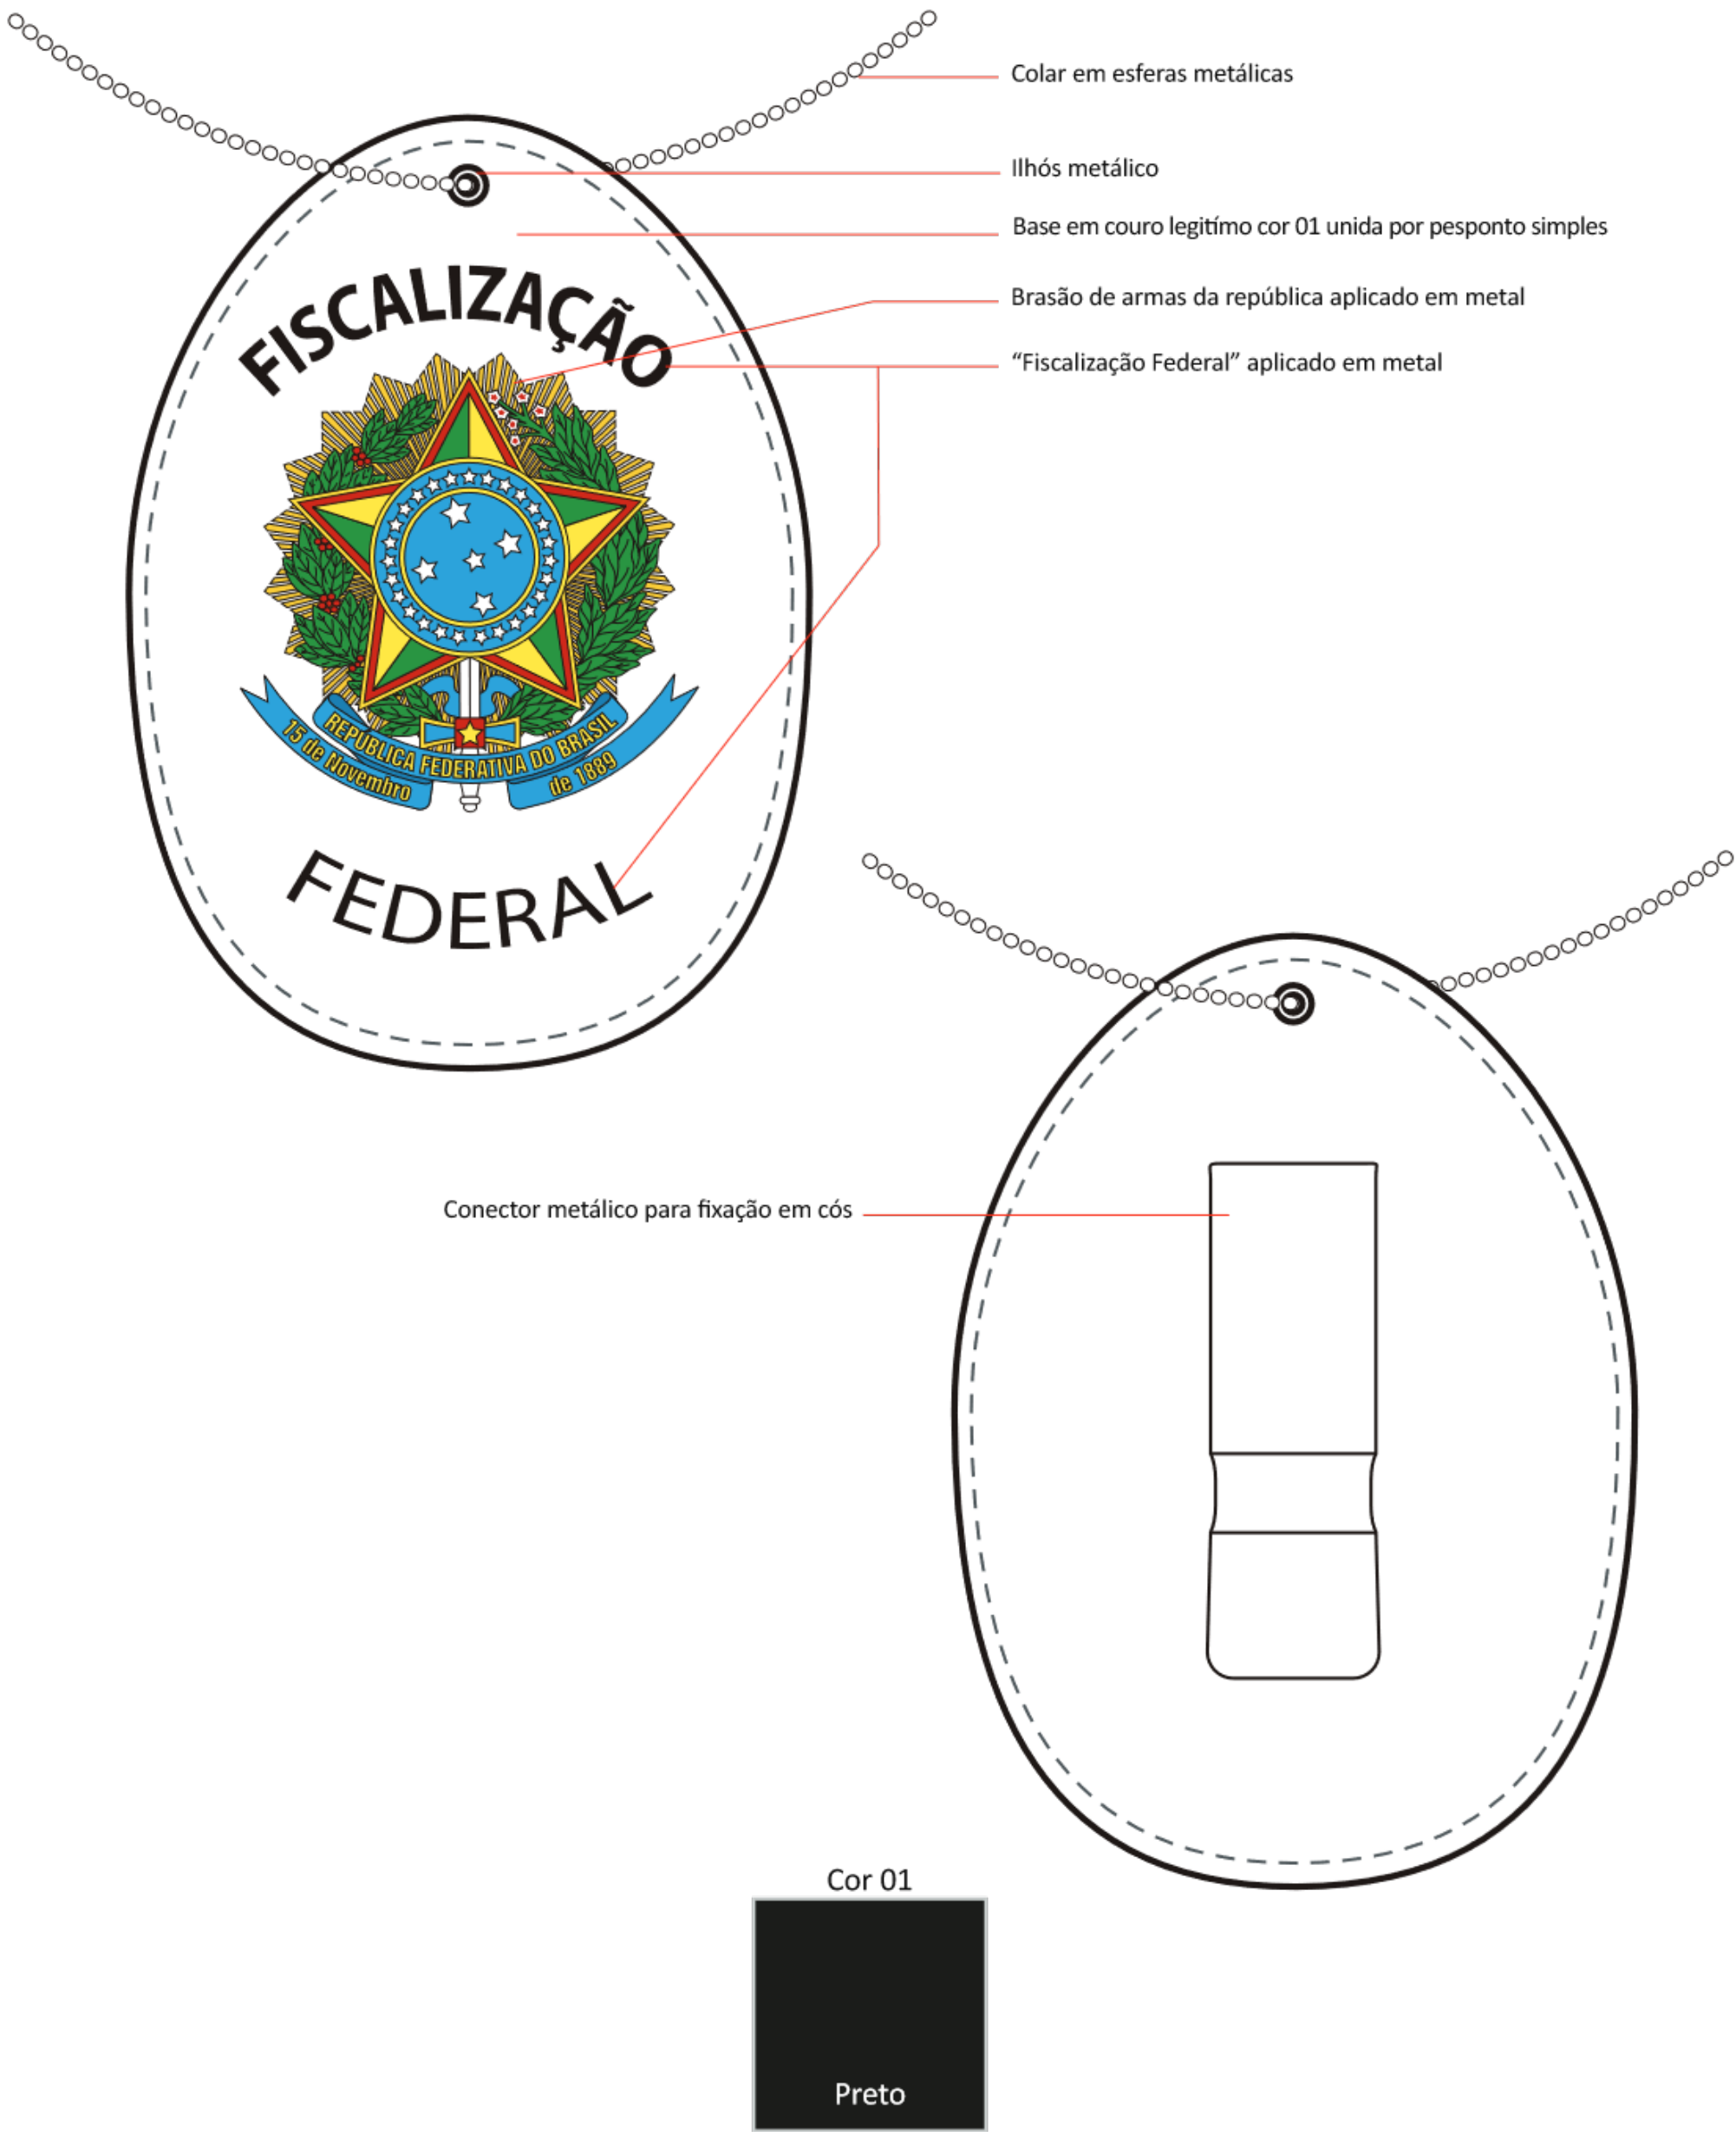 Colar em esferas metálicas
Ilhós metálico
Base em couro legitímo cor 01 unida por pesponto simples
Brasão de armas da república aplicado em metal
“Fiscalização Federal” aplicado em metal
FISCALIZAÇÃO
REPÚBLICA FEDERATIVA DO BRASIL
15 de Novembro
de 1889
FEDERAL
Conector metálico para fixação em cós
Cor 01
Preto